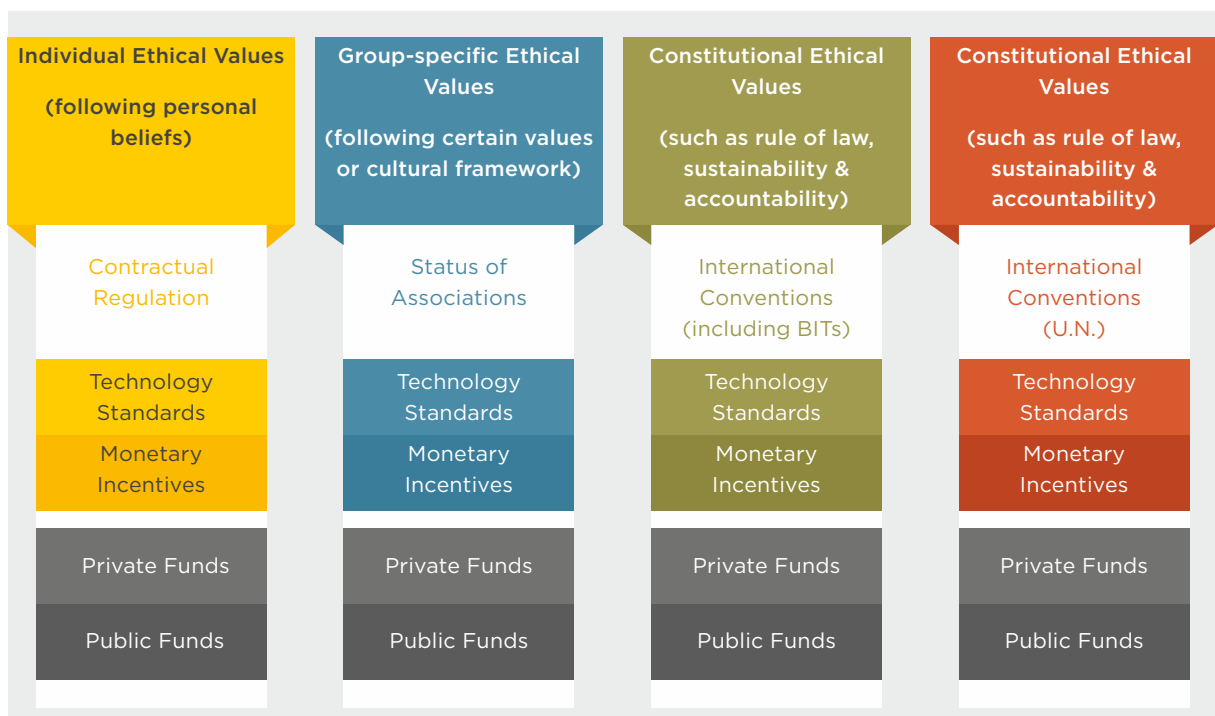 Individual Ethical Values
(following personal
beliefs)
Contractual
Regulation
Technology
Standards
Monetary
Incentives
Private Funds
Public Funds
Group-specific Ethical
Values
(following certain values
or cultural framework)
Status of
Associations
Technology
Standards
Monetary
Incentives
Private Funds
Public Funds
Constitutional Ethical
Values
(such as rule of law,
sustainability &
accountability)
International
Conventions
(including BITs)
Technology
Standards
Monetary
Incentives
Private Funds
Public Funds
Constitutional Ethical
Values
(such as rule of law,
sustainability &
accountability)
International
Conventions
(U.N.)
Technology
Standards
Monetary
Incentives
Private Funds
Public Funds